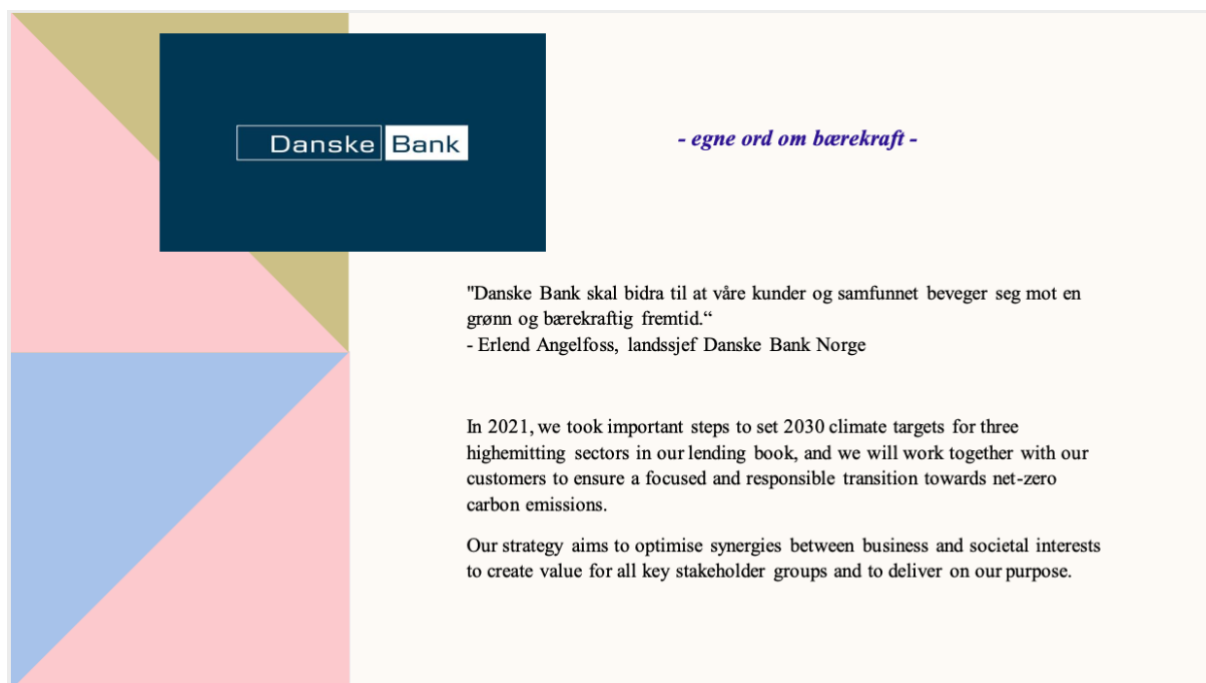 Danske Bank
- egne ord om bærekraft -
"Danske Bank skal bidra til at våre kunder og samfunnet beveger seg mot en
grønn og bærekraftig fremtid.“
- Erlend Angelfoss, landssjef Danske Bank Norge
In 2021, we took important steps to set 2030 climate targets for three
highemitting sectors in our lending book, and we will work together with our
customers to ensure a focused and responsible transition towards net-zero
carbon emissions.
Our strategy aims to optimise synergies between business and societal interests
to create value for all key stakeholder groups and to deliver on our purpose.